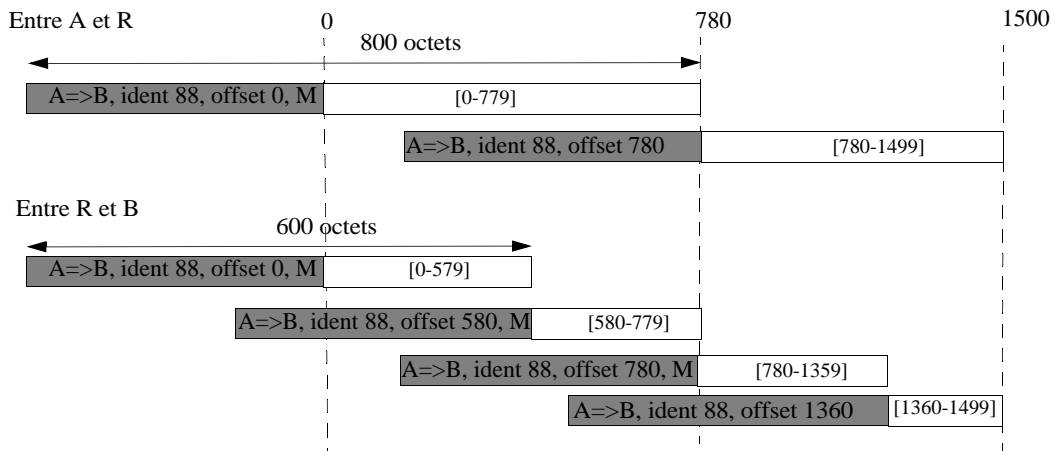 Entre A et R
0
780
1500
800 octets
A=>B, ident 88, offset 0, M
[0-779]
A=>B, ident 88, offset 780
[780-1499]
Entre R et B
600 octets
A=>B, ident 88, offset 0, M
[0-579]
A=>B, ident 88, offset 580, M
[580-779]
A=>B, ident 88, offset 780, M
[780-1359]
A=>B, ident 88, offset 1360
[1360-1499]